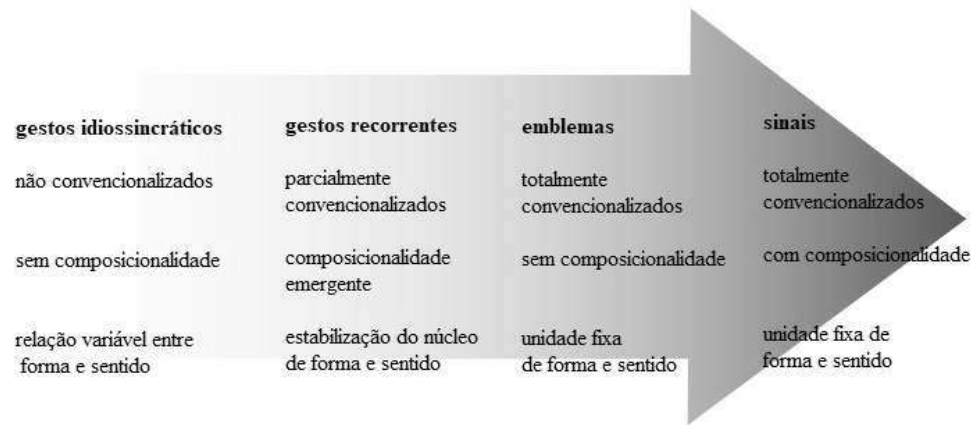 gestos idiossincráticos
não convencionalizados
sem composicionalidade
relação variável entre
forma e sentido
gestos recorrentes
parcialmente
convencionalizados
composicionalidade
emergente
estabilização do núcleo
de forma e sentido
emblemas
totalmente
convencionalizados
sem composicionalidade
unidade fixa
de forma e sentido
sinais
totalmente
convencionalizados
com composicionalidade
unidade fixa de
forma e sentido